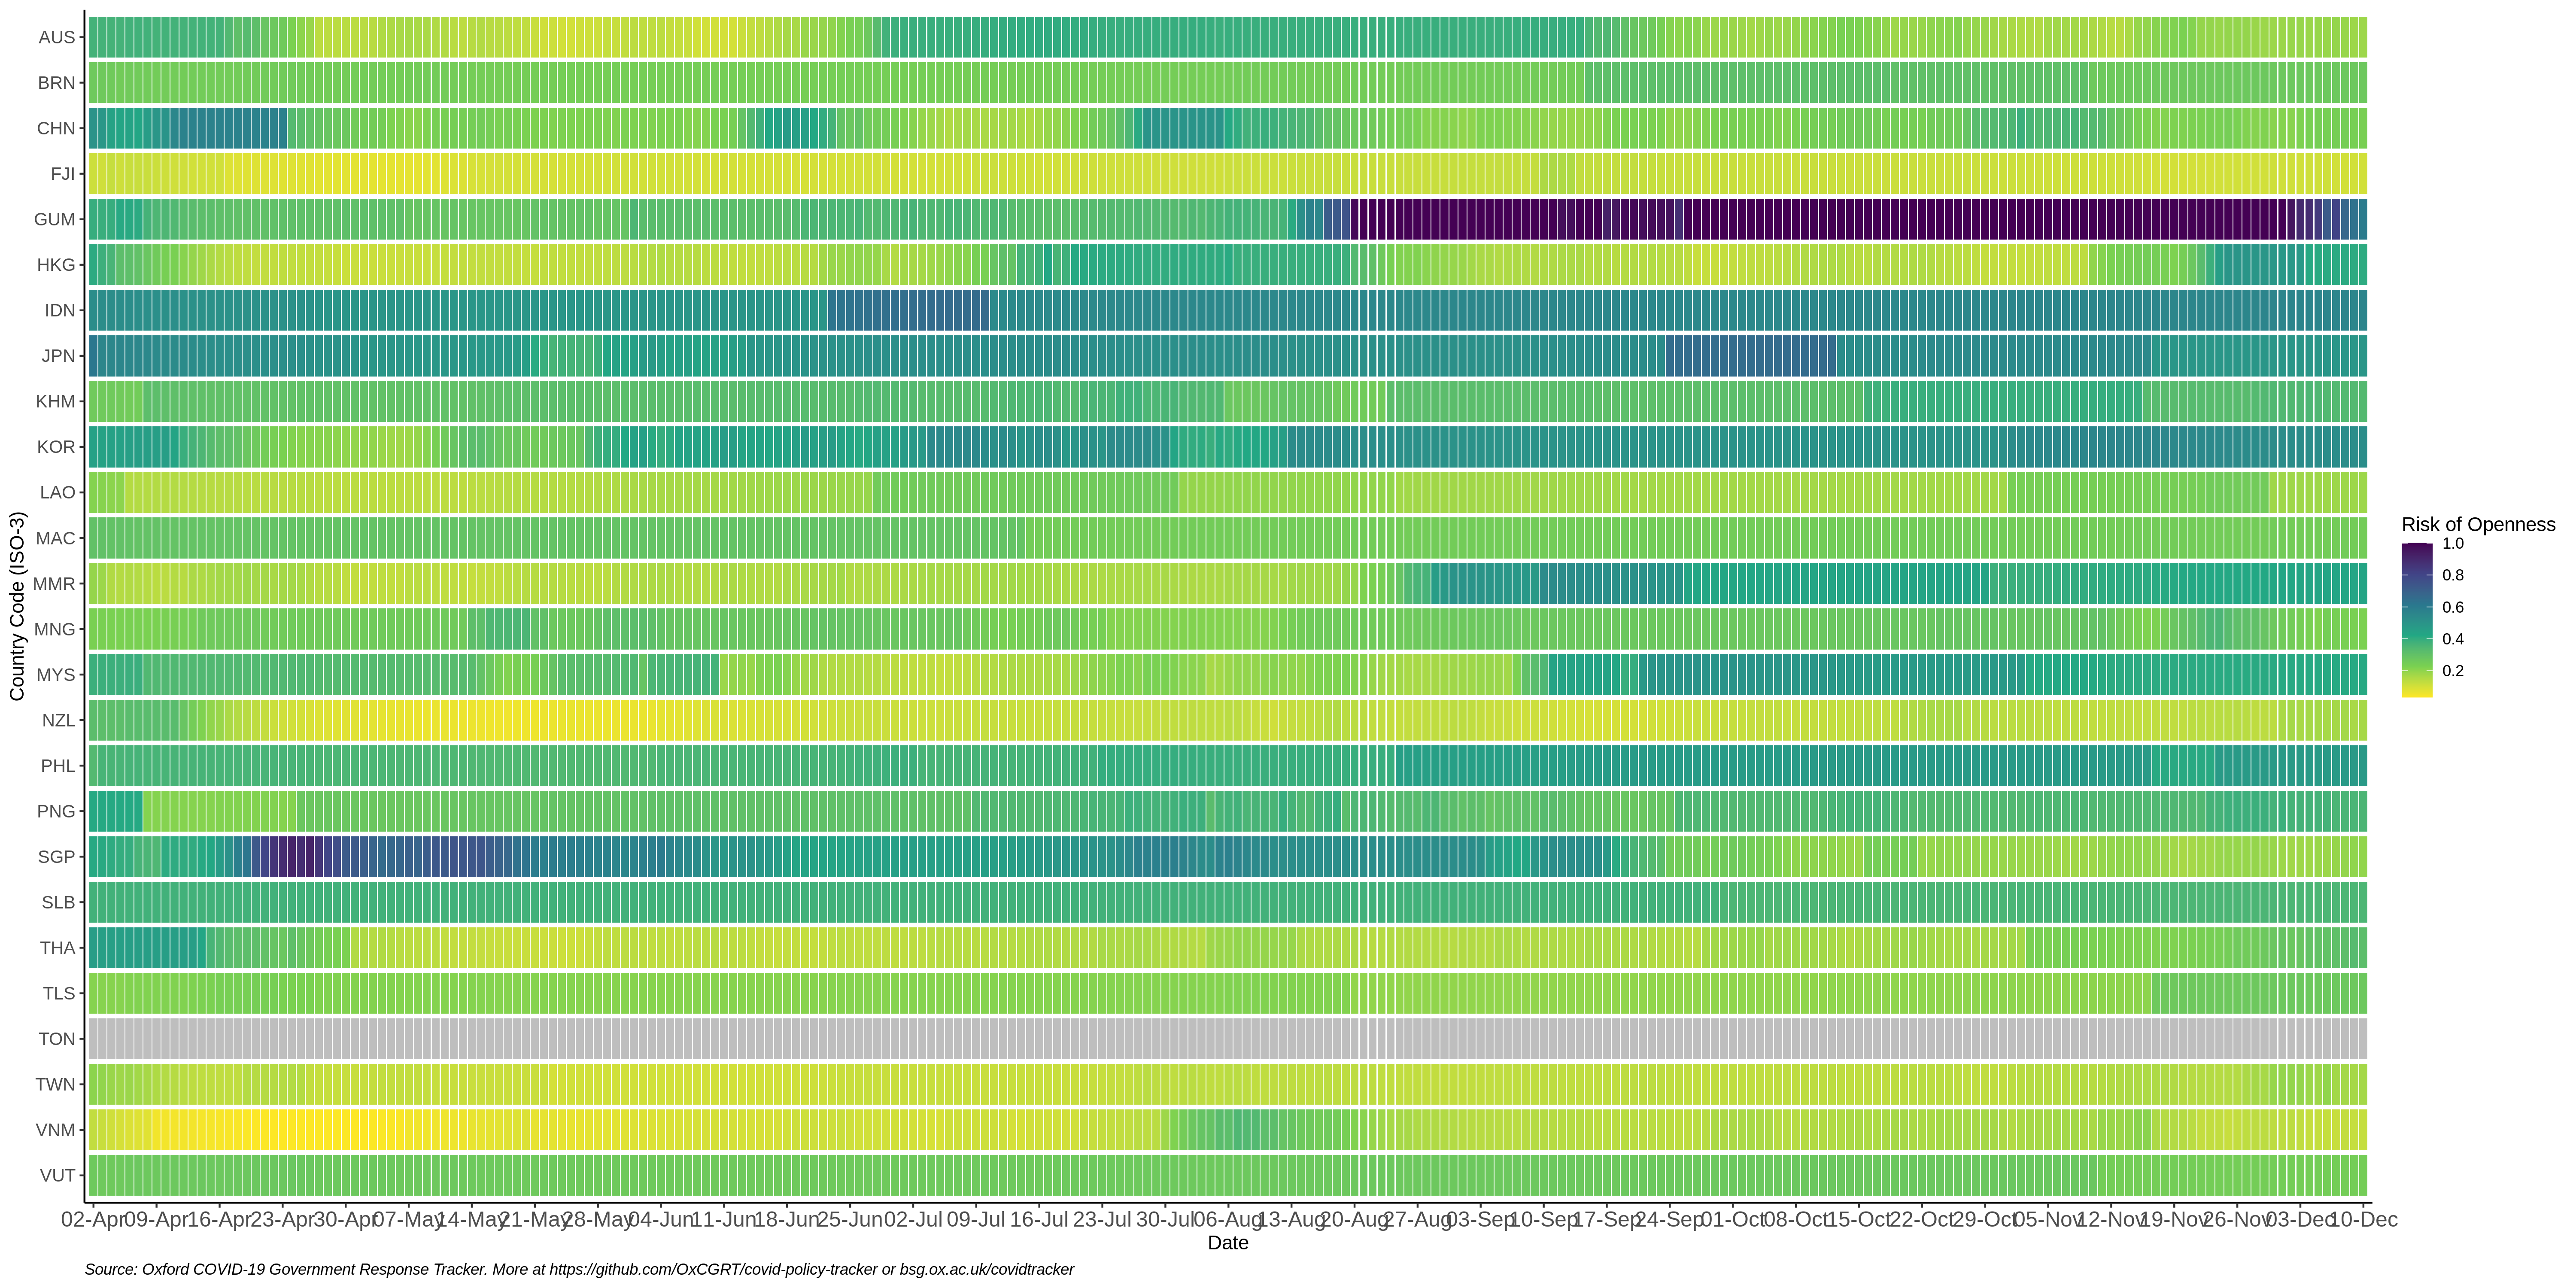 AUS
BRN
CHN
FJI
GUM
HKG
IDN
JPN
KHM
KOR
LAO
MAC
MMR
MNG
MYS
NZL
PHL
PNG
SGP
SLB
THA
TLS
TON
TWN
VNM
VUT
Country Code (ISO-3)
02-Apr 09-Apr 16-Apr 23-Apr 30-Apr 07-May 14-May 21-May 28-May 04-Jun 11-Jun 18-Jun 25-Jun 02-Jul 09-Jul 16-Jul 23-Jul 30-Jul 06-Aug 13-Aug 20-Aug 27-Aug 03-Sep 10-Sep 17-Sep 24-Sep 01-Oct 08-Oct 15-Oct 22-Oct 29-Oct 05-Nov 12-Nov 19-Nov 26-Nov 03-Dec 10-Dec
Date
Risk of Openness
1.0
0.8
0.6
0.4
0.2
Source: Oxford COVID-19 Government Response Tracker. More at https://github.com/OxCGRT/covid-policy-tracker or bsg.ox.ac.uk/covidtracker